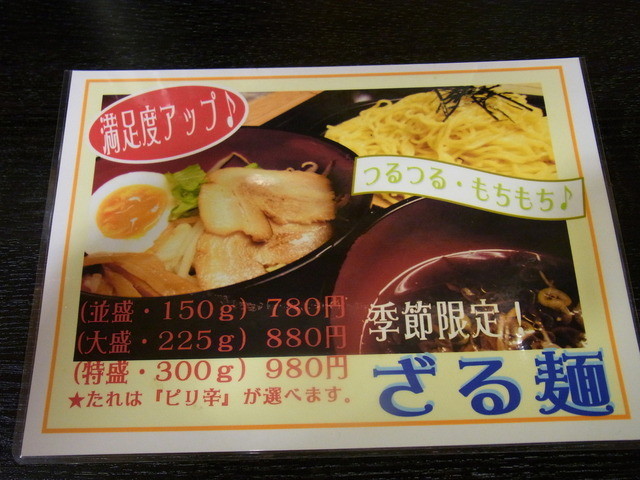 満足度アップ♪
つるつる・もちもち♪
(並盛・150g) 780円
(大盛・225g) 880円
(特盛・300g) 980円
★たれは『ピリ辛』が選べます。
季節限定!
ざる麺